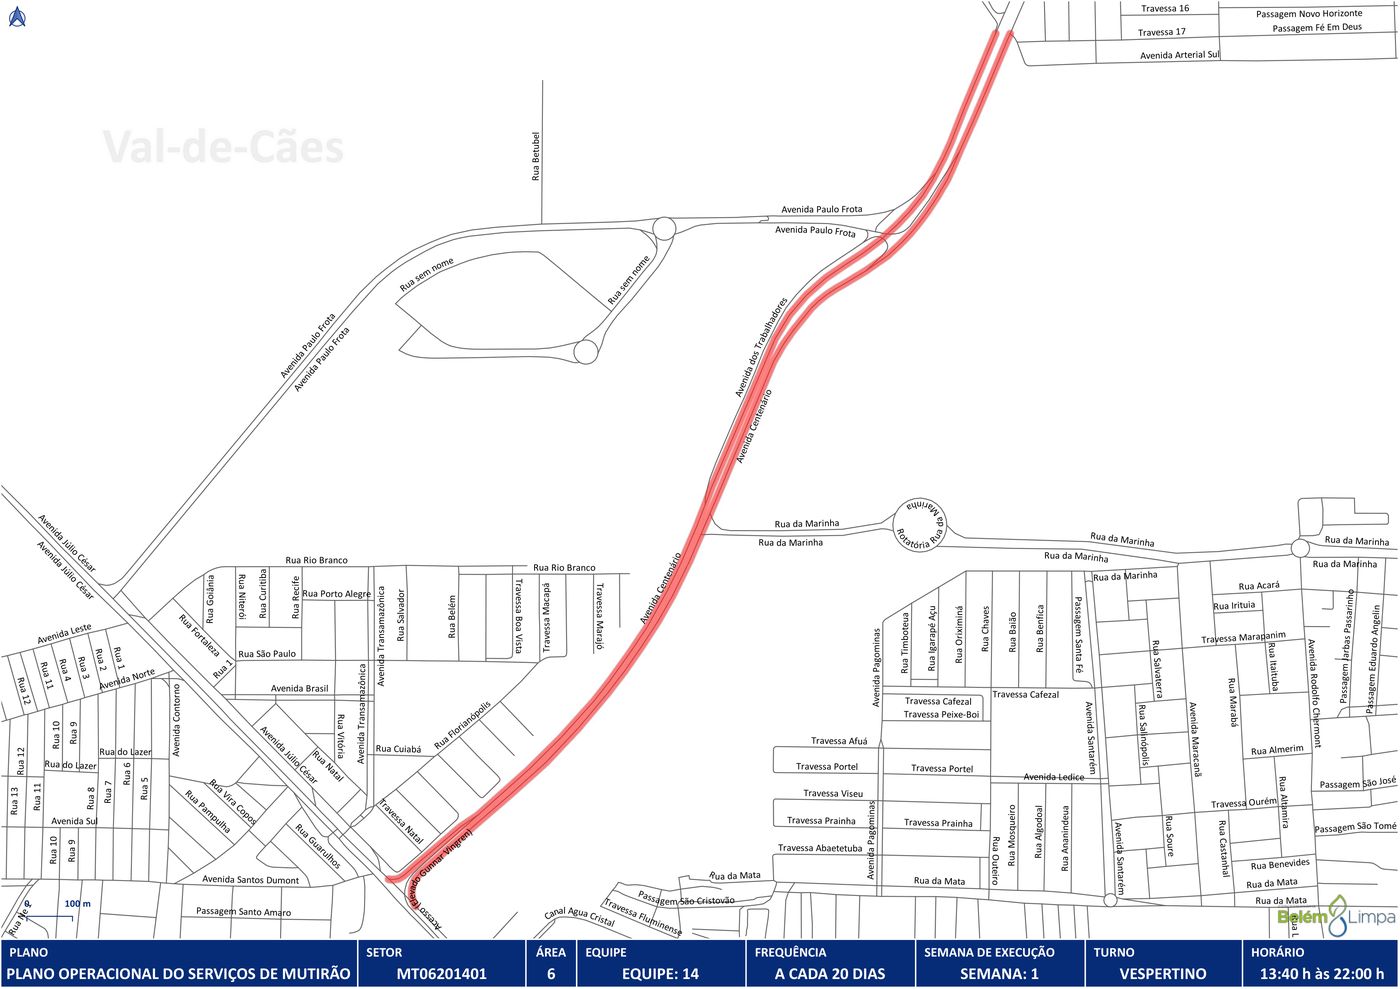 Travessa 16
Passagem Novo Horizonte
Passagem Fé Em Deus
Travessa 17
Avenida Arterial Sul
Val-de-Cães
Rua Betubel
Avenida Paulo Frota
Avenida Paulo Frota
Rua sem nome
Rua sem nome
Avenida Paulo Frota
Avenida Paulo Frota
Avenida dos Trabalhadores
Avenida Centenário
Avenida Júlio César
Avenida Júlio César
Rua da Marinha
Rua da Marinha
Rotatória Rua da Marinha
Rua da Marinha
Rua da Marinha
Rua da Marinha
Rua da Marinha
Rua da Marinha
Rua Rio Branco
Rua Rio Branco
Rua Goiânia
Rua Niterói
Rua Curitiba
Rua Recife
Rua Porto Alegre
Avenida Transamazônica
Rua Salvador
Rua Belém
Travessa Boa Vista
Travessa Macapá
Travessa Marajó
Avenida Centenário
Rua Fortaleza
Rua 1
Rua São Paulo
Avenida Brasil
Avenida Transamazônica
Rua Vitória
Rua Natal
Rua Cuiabá
Rua Florianópolis
Travessa Natal
Avenida Júlio César
Acesso (Elevado Gunnar Vingren)
Avenida Leste
Rua 1
Rua 2
Rua 3
Rua 4
Rua 11
Rua 12
Avenida Norte
Avenida Contorno
Rua 10
Rua 9
Rua 12
Rua do Lazer
Rua do Lazer
Rua 13
Rua 11
Rua 8
Rua 7
Rua 6
Rua 5
Avenida Sul
Rua 10
Rua 9
Rua Vira Copos
Rua Pampulha
Rua Guarulhos
Avenida Santos Dumont
Passagem Santo Amaro
Rua Ne
0
100 m
Avenida Pagominas
Rua Timboteua
Rua Igarapé Açu
Rua Oriximiná
Rua Chaves
Rua Baião
Rua Benfica
Passagem Santa Fé
Travessa Cafezal
Travessa Cafezal
Travessa Peixe-Boi
Travessa Afuá
Travessa Portel
Travessa Portel
Avenida Ledice
Travessa Viseu
Travessa Prainha
Travessa Prainha
Travessa Abaetetuba
Avenida Pagominas
Rua Outeiro
Rua Mosqueiro
Rua Algodoal
Rua Ananindeua
Avenida Santarém
Avenida Santarém
Rua da Mata
Rua da Mata
Rua da Mata
Rua da Mata
Passagem São Cristovão
Travessa Fluminense
Canal Agua Cristal
Rua Acará
Rua Irituia
Travessa Marapanim
Rua Salvaterra
Rua Salinópolis
Avenida Maracanã
Rua Marabá
Rua Itaituba
Avenida Rodolfo Chermont
Passagem Jarbas Passarinho
Passagem Eduardo Angelin
Rua Almerim
Rua Altamira
Travessa Ourém
Rua Soure
Rua Castanhal
Rua Benevides
Passagem São José
Passagem São Tomé
Rua L
Belém Limpa
PLANO
PLANO OPERACIONAL DO SERVIÇOS DE MUTIRÃO
SETOR
MT06201401
ÁREA
6
EQUIPE
EQUIPE: 14
FREQUÊNCIA
A CADA 20 DIAS
SEMANA DE EXECUÇÃO
SEMANA: 1
TURNO
VESPERTINO
HORÁRIO
13:40 h às 22:00 h